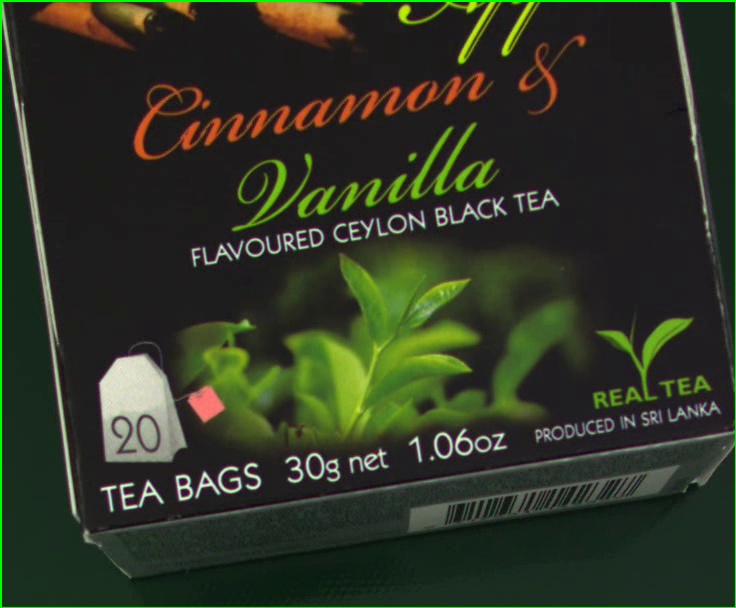 Cinnamon &
Vanilla
FLAVOURED CEYLON BLACK TEA
20
TEA BAGS 30g net 1.06oz
REAL TEA
PRODUCED IN SRI LANKA